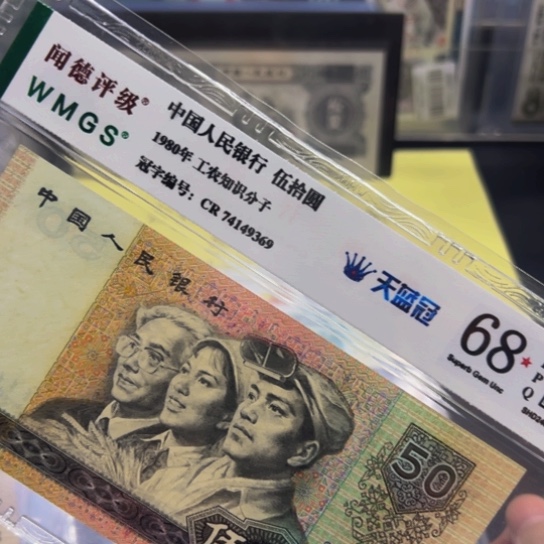 闻德评级®
WMGS®
中国人民银行 伍拾圆
1980年 工农知识分子
冠字编号: CR 74149369
天蓝冠
68★
Superb Gem Unc
P
Q
中国人民银行
50
伍